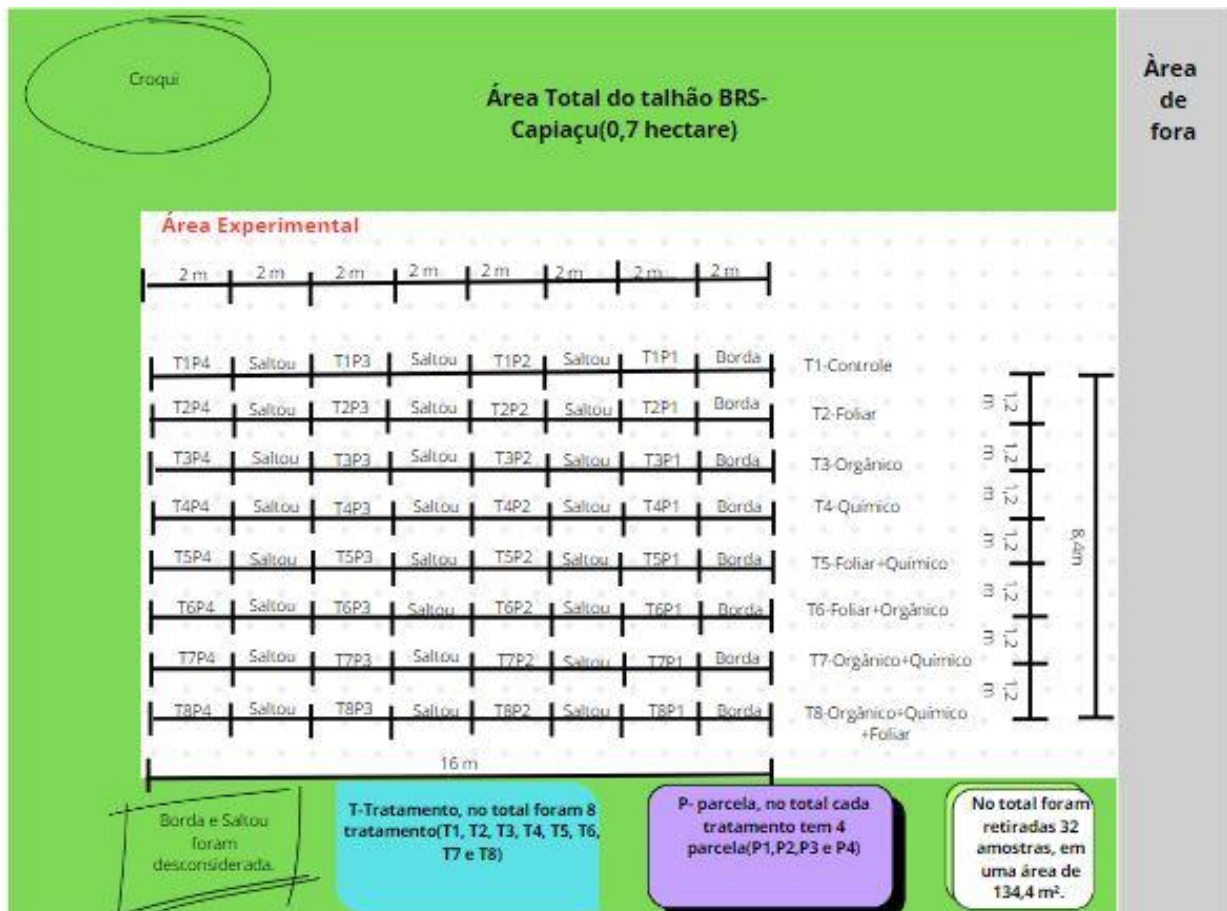 Croqui
Área Total do talhão BRS-
Capiaçu(0,7 hectare)
Àrea
de
fora
Área Experimental
2 m 2 m 2 m 2 m 2 m 2 m 2 m 2 m
T1P4 Saltou T1P3 Saltou T1P2 Saltou T1P1 Borda T1-Controle
T2P4 Saltou T2P3 Saltou T2P2 Saltou T2P1 Borda T2-Foliar
T3P4 Saltou T3P3 Saltou T3P2 Saltou T3P1 Borda T3-Orgânico
T4P4 Saltou T4P3 Saltou T4P2 Saltou T4P1 Borda T4-Químico
T5P4 Saltou T5P3 Saltou T5P2 Saltou T5P1 Borda T5-Foliar+Químico
T6P4 Saltou T6P3 Saltou T6P2 Saltou T6P1 Borda T6-Foliar+Orgânico
T7P4 Saltou T7P3 Saltou T7P2 Saltou T7P1 Borda T7-Orgânico+Químico
T8P4 Saltou T8P3 Saltou T8P2 Saltou T8P1 Borda T8-Orgânico+Químico
+Foliar
1,2
m
1,2
m
1,2
m
1,2
m
1,2
m
1,2
m
1,2
m
8,4m
16 m
Borda e Saltou
foram
desconsiderada.
T-Tratamento, no total foram 8
tratamento(T1, T2, T3, T4, T5, T6,
T7 e T8)
P- parcela, no total cada
tratamento tem 4
parcela(P1,P2,P3 e P4)
No total foram
retiradas 32
amostras, em
uma área de
134,4 m².